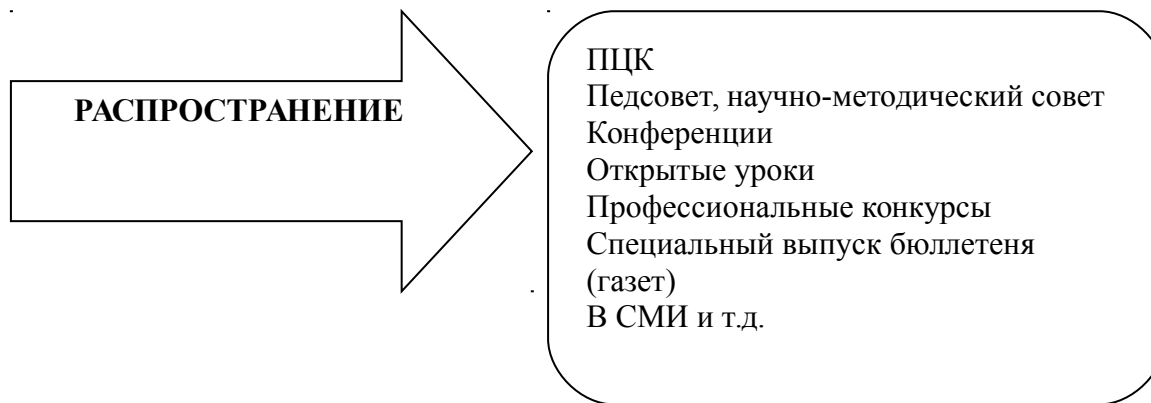 РАСПРОСТРАНЕНИЕ
ПЦК
Педсовет, научно-методический совет
Конференции
Открытые уроки
Профессиональные конкурсы
Специальный выпуск бюллетеня
(газет)
В СМИ и т.д.